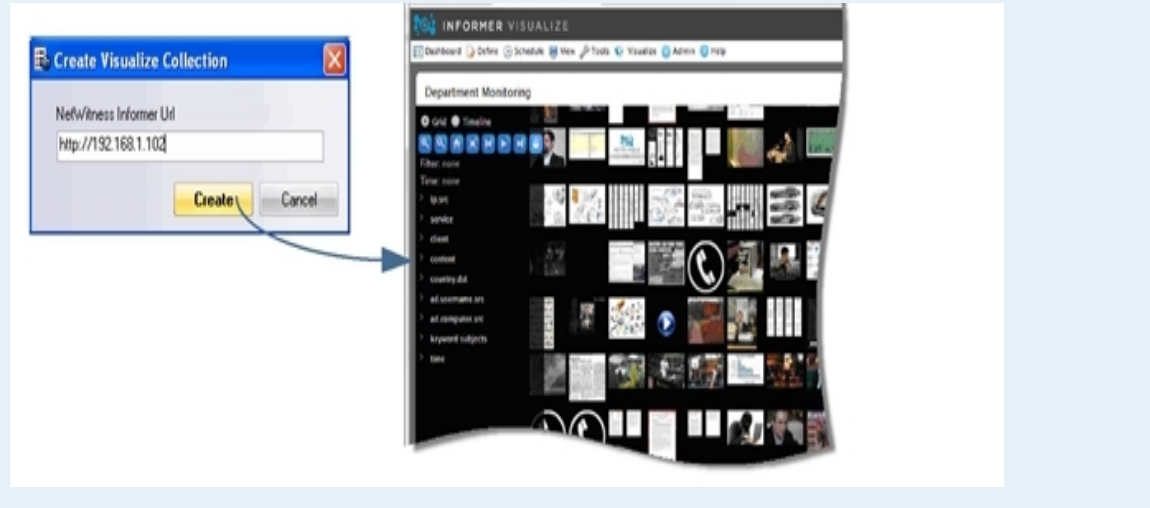 Create Visualize Collection
NetWitness Informer Url
http://192.168.1.102
Create
Cancel
INFORMER VISUALIZE
Dashboard Define Schedule View Tools Visualize Admin Help
Department Monitoring
Grid Timeline
Filter: none
Time: none
ip.src
service
client
content
country.dst
ad.username.src
ad.computer.src
keyword subjects
time